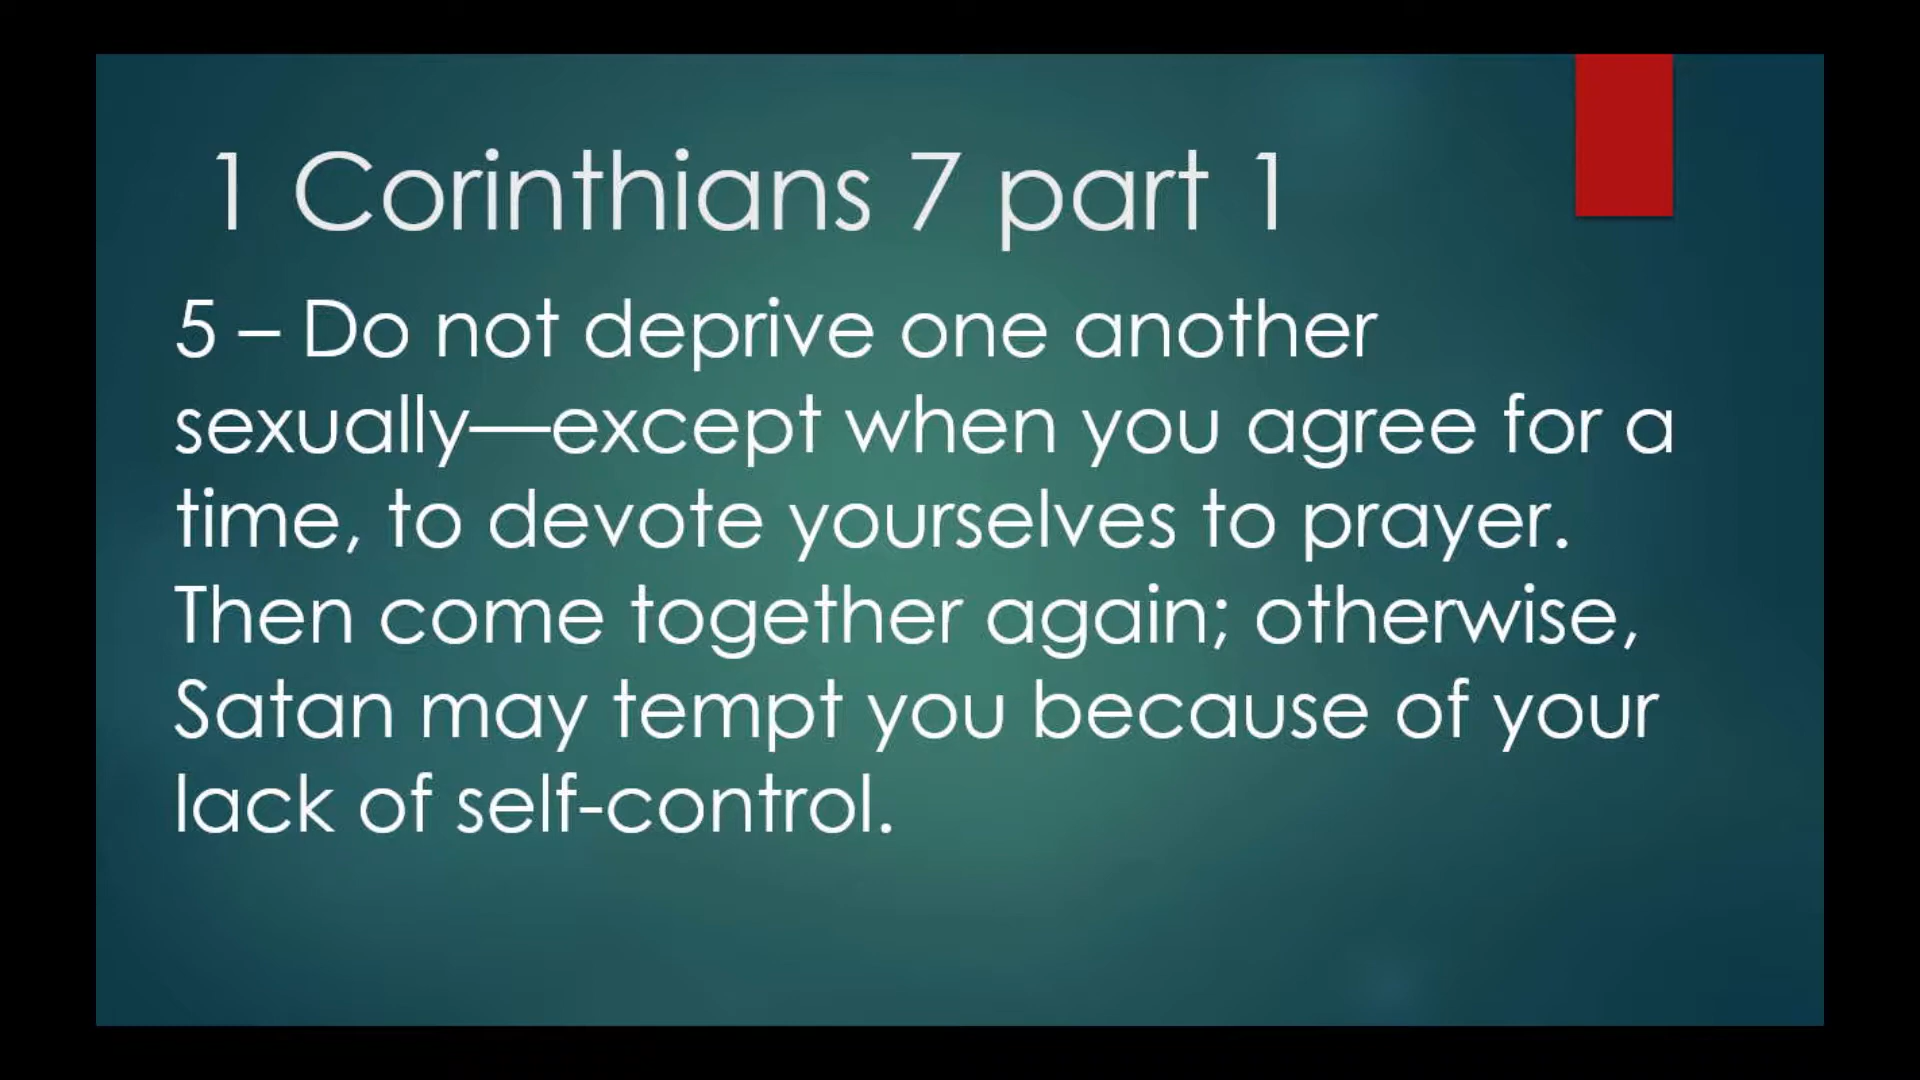 1 Corinthians 7 part 1
5 – Do not deprive one another
sexually—except when you agree for a
time, to devote yourselves to prayer.
Then come together again; otherwise,
Satan may tempt you because of your
lack of self-control.